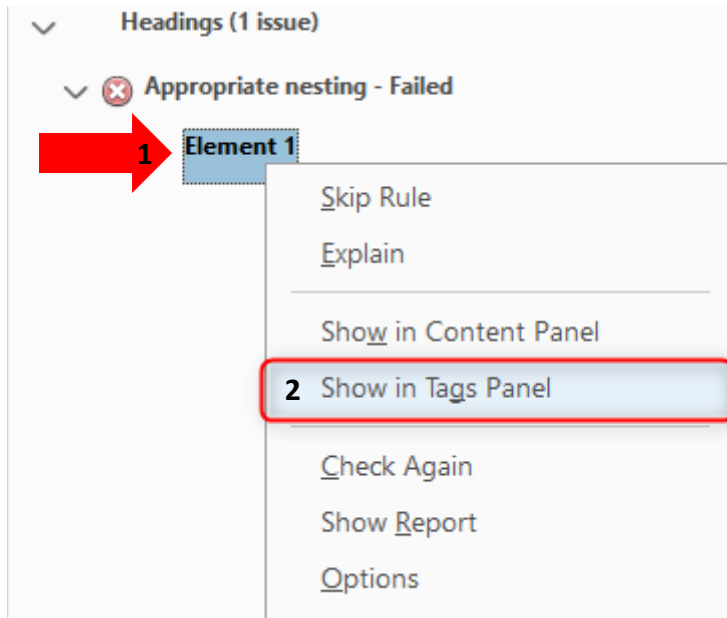 Headings (1 issue)
Appropriate nesting - Failed
1 Element 1
Skip Rule
Explain
Show in Content Panel
2 Show in Tags Panel
Check Again
Show Report
Options